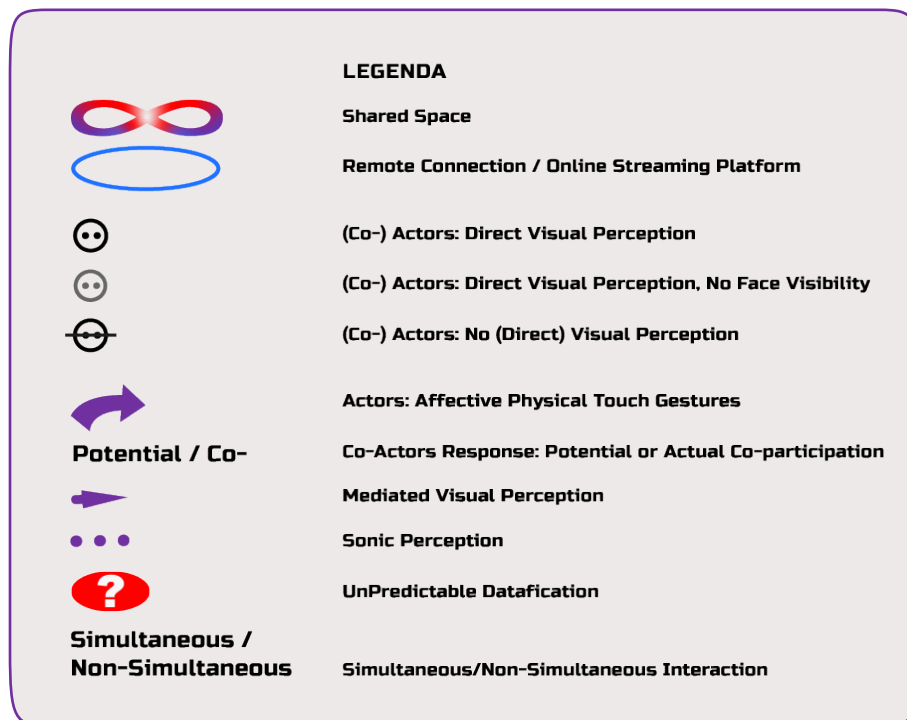 LEGENDA
Shared Space
Remote Connection / Online Streaming Platform
(Co-) Actors: Direct Visual Perception
(Co-) Actors: Direct Visual Perception, No Face Visibility
(Co-) Actors: No (Direct) Visual Perception
Actors: Affective Physical Touch Gestures
Potential / Co- Co-Actors Response: Potential or Actual Co-participation
Mediated Visual Perception
Sonic Perception
? UnPredictable Datafication
Simultaneous /
Non-Simultaneous Simultaneous/Non-Simultaneous Interaction